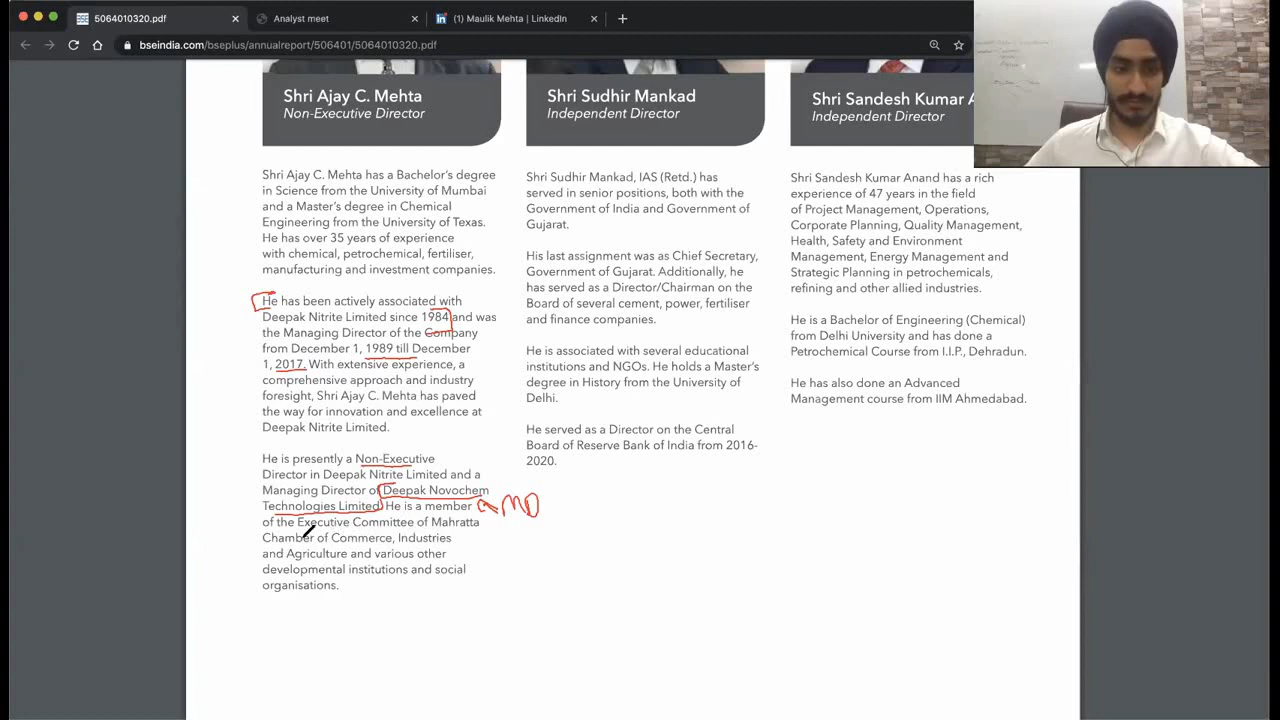 5064010320.pdf
Analyst meet
(1) Maulik Mehta | LinkedIn
bseindia.com/bseplus/annualreport/506401/5064010320.pdf
Shri Ajay C. Mehta
Non-Executive Director
Shri Ajay C. Mehta has a Bachelor's degree
in Science from the University of Mumbai
and a Master's degree in Chemical
Engineering from the University of Texas.
He has over 35 years of experience
with chemical, petrochemical, fertiliser,
manufacturing and investment companies.
He has been actively associated with
Deepak Nitrite Limited since 1984 and was
the Managing Director of the Company
from December 1, 1989 till December
1, 2017. With extensive experience, a
comprehensive approach and industry
foresight, Shri Ajay C. Mehta has paved
the way for innovation and excellence at
Deepak Nitrite Limited.
He is presently a Non-Executive
Director in Deepak Nitrite Limited and a
Managing Director of Deepak Novochem
Technologies Limited. He is a member
of the Executive Committee of Mahratta
Chamber of Commerce, Industries
and Agriculture and various other
developmental institutions and social
organisations.
MD
Shri Sudhir Mankad
Independent Director
Shri Sudhir Mankad, IAS (Retd.) has
served in senior positions, both with the
Government of India and Government of
Gujarat.
His last assignment was as Chief Secretary,
Government of Gujarat. Additionally, he
has served as a Director/Chairman on the
Board of several cement, power, fertiliser
and finance companies.
He is associated with several educational
institutions and NGOs. He holds a Master's
degree in History from the University of
Delhi.
He served as a Director on the Central
Board of Reserve Bank of India from 2016-
2020.
Shri Sandesh Kumar A
Independent Director
Shri Sandesh Kumar Anand has a rich
experience of 47 years in the field
of Project Management, Operations,
Corporate Planning, Quality Management,
Health, Safety and Environment
Management, Energy Management and
Strategic Planning in petrochemicals,
refining and other allied industries.
He is a Bachelor of Engineering (Chemical)
from Delhi University and has done a
Petrochemical Course from I.I.P., Dehradun.
He has also done an Advanced
Management course from IIM Ahmedabad.